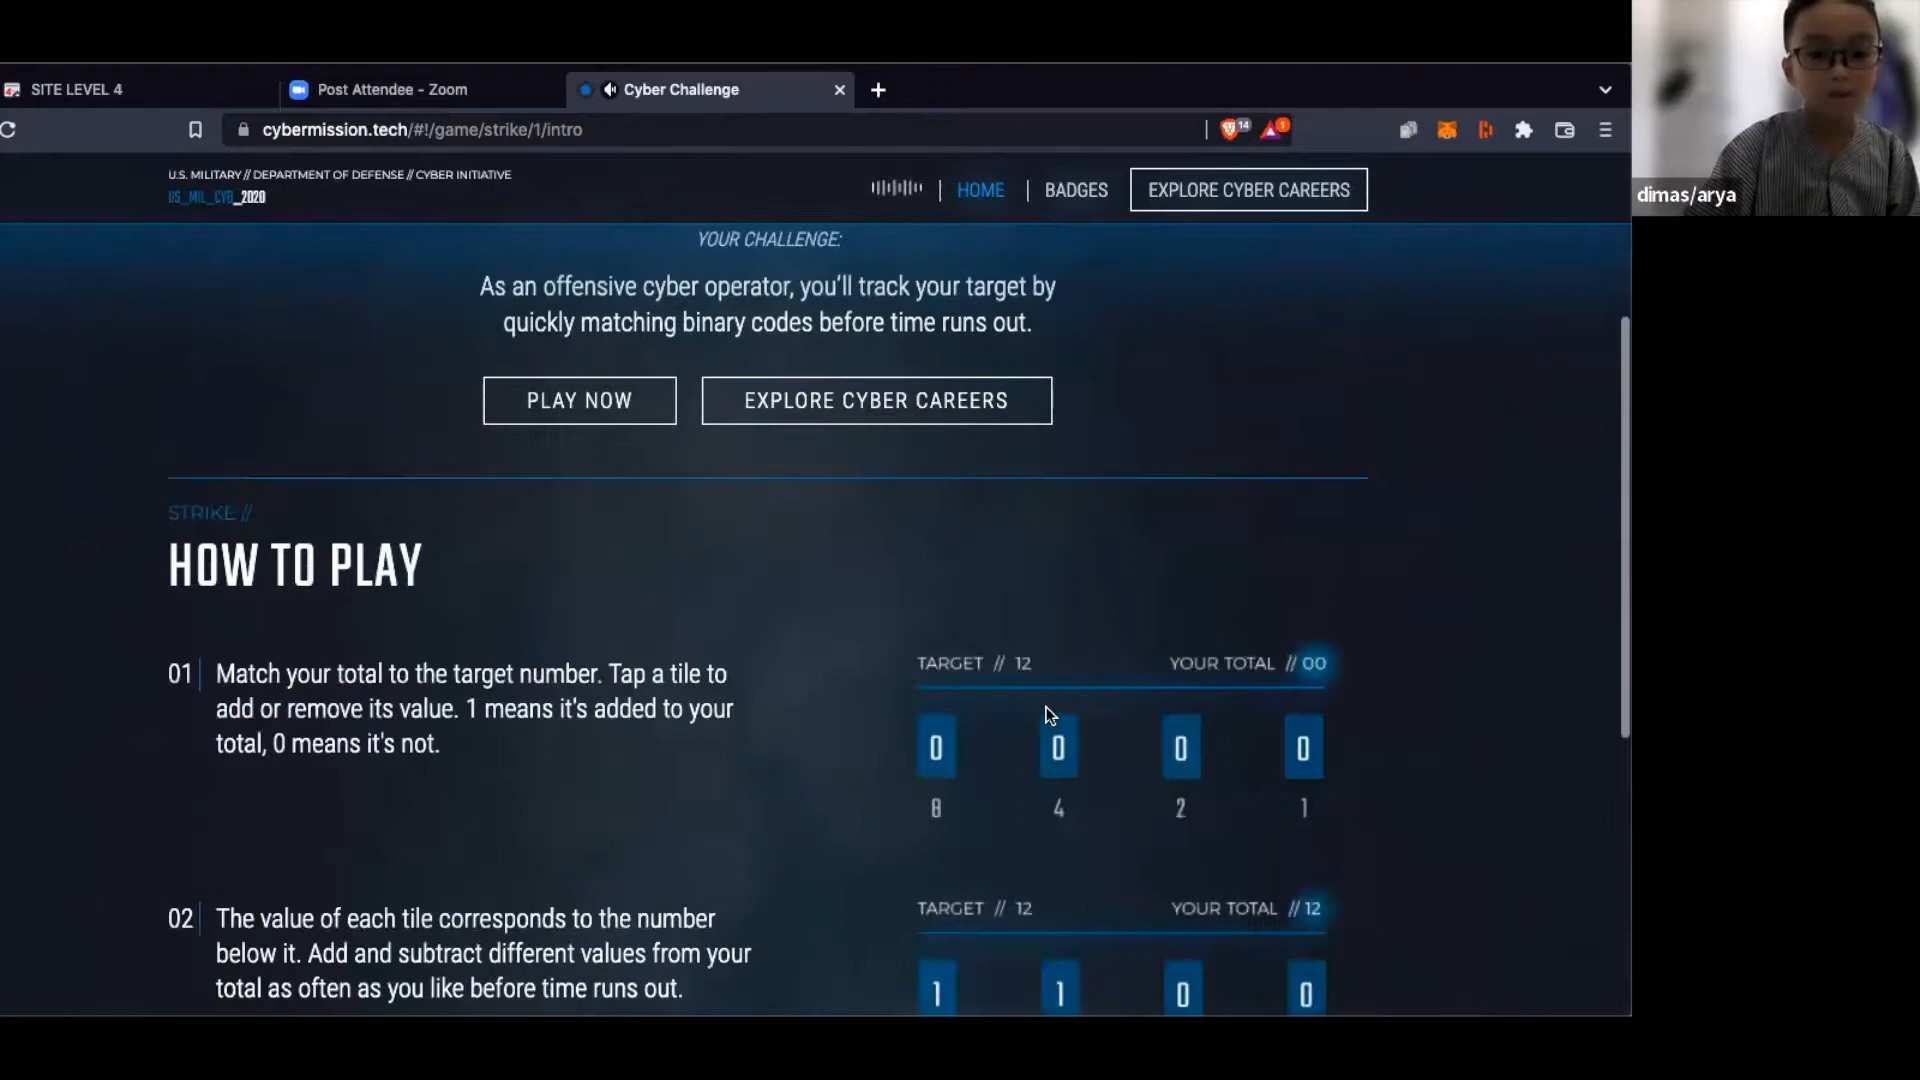 SITE LEVEL 4
Post Attendee - Zoom
Cyber Challenge
cybermission.tech/#!/game/strike/1/intro
14
1
U.S. MILITARY // DEPARTMENT OF DEFENSE // CYBER INITIATIVE
US_MIL_CYB_2020
HOME
BADGES
EXPLORE CYBER CAREERS
dimas/arya
YOUR CHALLENGE:
As an offensive cyber operator, you'll track your target by
quickly matching binary codes before time runs out.
PLAY NOW
EXPLORE CYBER CAREERS
STRIKE //
HOW TO PLAY
01
Match your total to the target number. Tap a tile to
add or remove its value. 1 means it's added to your
total, 0 means it's not.
TARGET // 12 YOUR TOTAL // 00
0 0 0 0
8 4 2 1
02
The value of each tile corresponds to the number
below it. Add and subtract different values from your
total as often as you like before time runs out.
TARGET // 12 YOUR TOTAL // 12
1 1 0 0